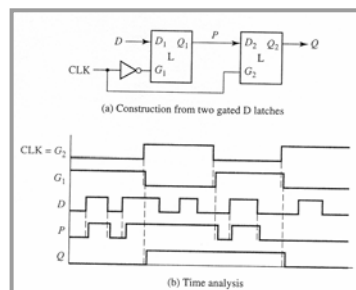 D D₁ Q₁ P D₂ Q₂ Q
L L
CLK G₁ G₂
(a) Construction from two gated D latches
CLK = G₂
G₁
D
P
Q
(b) Time analysis